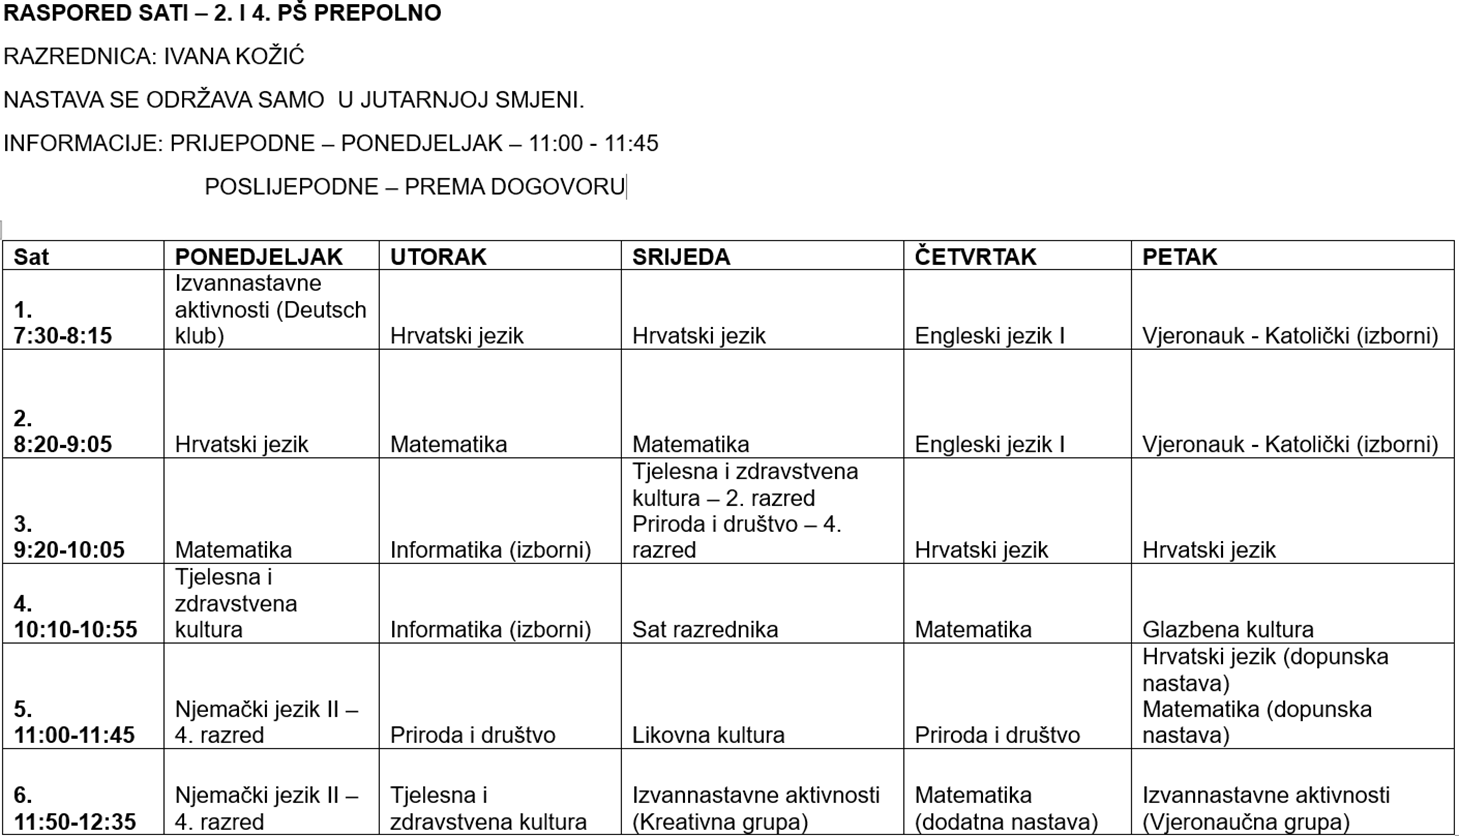 RASPORED SATI – 2. I 4. PŠ PREPOLNO
RAZREDNICA: IVANA KOŽIĆ
NASTAVA SE ODRŽAVA SAMO  U JUTARNJOJ SMJENI.
INFORMACIJE: PRIJEPODNE – PONEDJELJAK – 11:00 - 11:45
POSLIJEPODNE – PREMA DOGOVORU
Sat
PONEDJELJAK
UTORAK
SRIJEDA
ČETVRTAK
PETAK
1.
7:30-8:15
Izvannastavne
aktivnosti (Deutsch
klub)
Hrvatski jezik
Hrvatski jezik
Engleski jezik I
Vjeronauk - Katolički (izborni)
2.
8:20-9:05
Hrvatski jezik
Matematika
Matematika
Engleski jezik I
Vjeronauk - Katolički (izborni)
3.
9:20-10:05
Matematika
Informatika (izborni)
Tjelesna i zdravstvena
kultura – 2. razred
Priroda i društvo – 4.
razred
Hrvatski jezik
Hrvatski jezik
4.
10:10-10:55
Tjelesna i
zdravstvena
kultura
Informatika (izborni)
Sat razrednika
Matematika
Glazbena kultura
5.
11:00-11:45
Njemački jezik II –
4. razred
Priroda i društvo
Likovna kultura
Priroda i društvo
Hrvatski jezik (dopunska
nastava)
Matematika (dopunska
nastava)
6.
11:50-12:35
Njemački jezik II –
4. razred
Tjelesna i
zdravstvena kultura
Izvannastavne aktivnosti
(Kreativna grupa)
Matematika
(dodatna nastava)
Izvannastavne aktivnosti
(Vjeronaučna grupa)